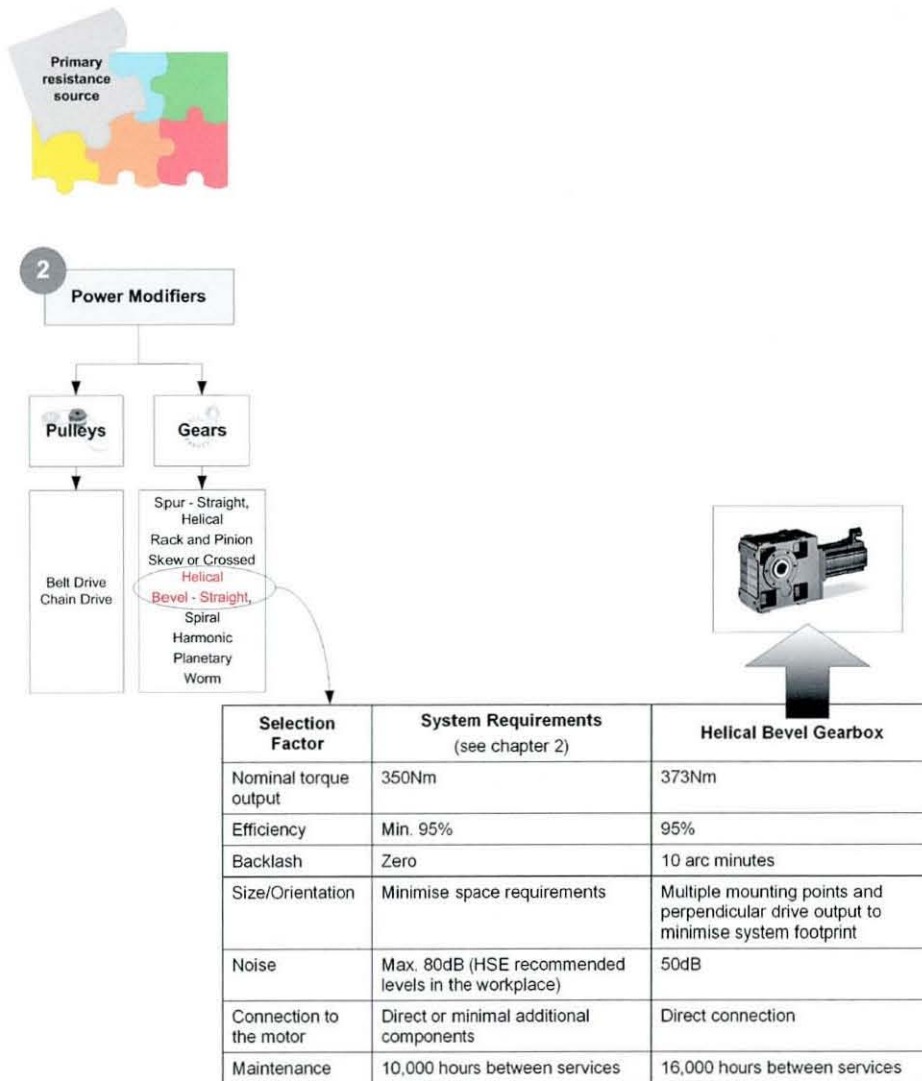 Primary
resistance
source
2
Power Modifiers
Pulleys
Gears
Belt Drive
Chain Drive
Spur - Straight,
Helical
Rack and Pinion
Skew or Crossed
Helical
Bevel - Straight,
Spiral
Harmonic
Planetary
Worm
Selection
Factor
System Requirements
(see chapter 2)
Helical Bevel Gearbox
Nominal torque
output
350Nm
373Nm
Efficiency
Min. 95%
95%
Backlash
Zero
10 arc minutes
Size/Orientation
Minimise space requirements
Multiple mounting points and
perpendicular drive output to
minimise system footprint
Noise
Max. 80dB (HSE recommended
levels in the workplace)
50dB
Connection to
the motor
Direct or minimal additional
components
Direct connection
Maintenance
10,000 hours between services
16,000 hours between services